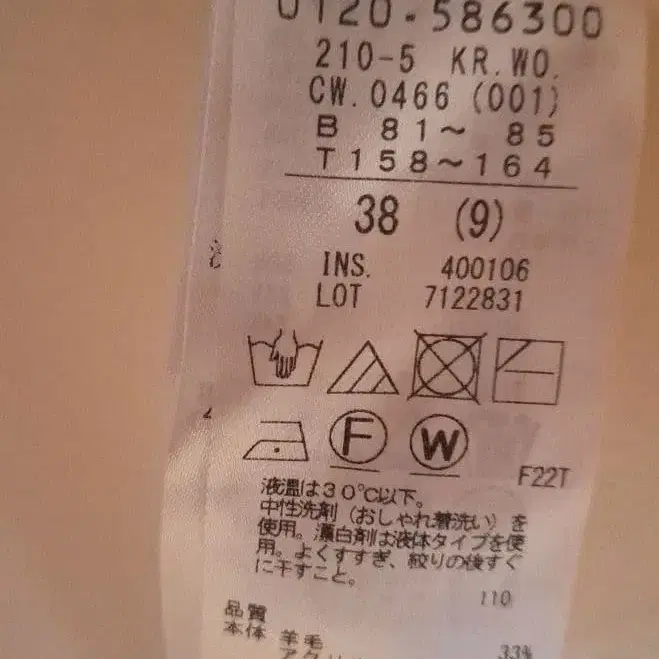 0120-586300
210-5 KR.WO.
CW.0466 (001)
B 81～ 85
T158～164
38 (9)
INS. 400106
LOT 7122831
F W
F22T
液温は30℃以下。
中性洗剤（おしゃれ着洗い）を
使用。漂白剤は液体タイプを使
用。よくすすぎ、絞りの後すぐ
に干すこと。
110
品質
本体 羊毛
33%